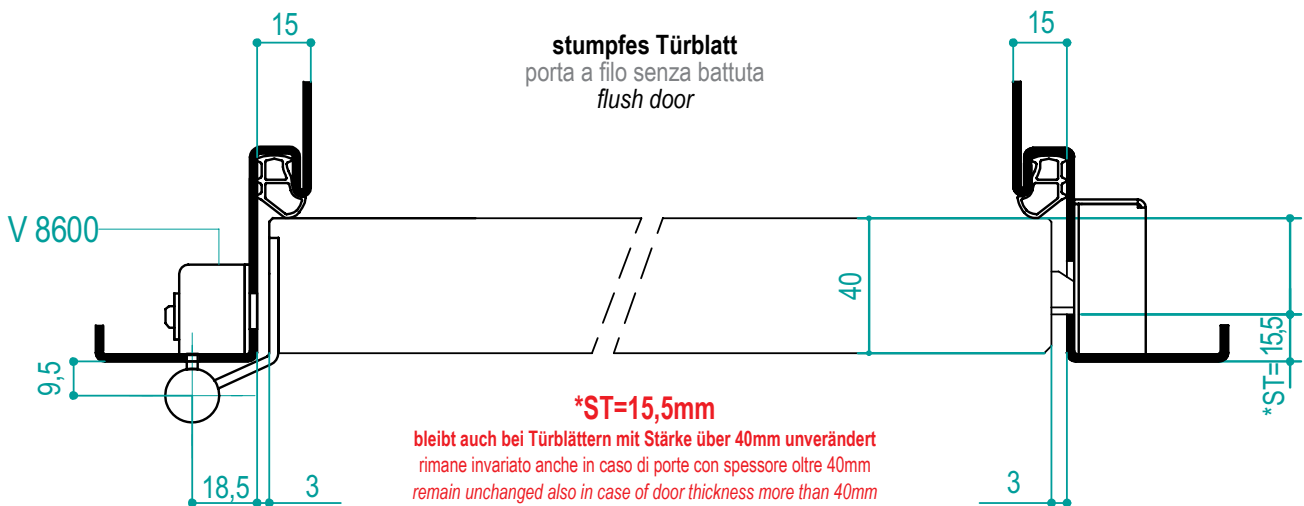 15
stumpfes Türblatt
porta a filo senza battuta
flush door
15
V 8600
40
9,5
*ST= 15,5
*ST=15,5mm
bleibt auch bei Türblättern mit Stärke über 40mm unverändert
rimane invariato anche in caso di porte con spessore oltre 40mm
remain unchanged also in case of door thickness more than 40mm
18,5
3
3